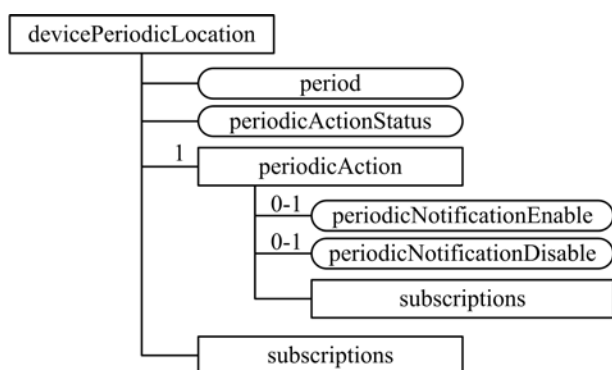 devicePeriodicLocation
period
periodicActionStatus
1
periodicAction
0-1
periodicNotificationEnable
0-1
periodicNotificationDisable
subscriptions
subscriptions